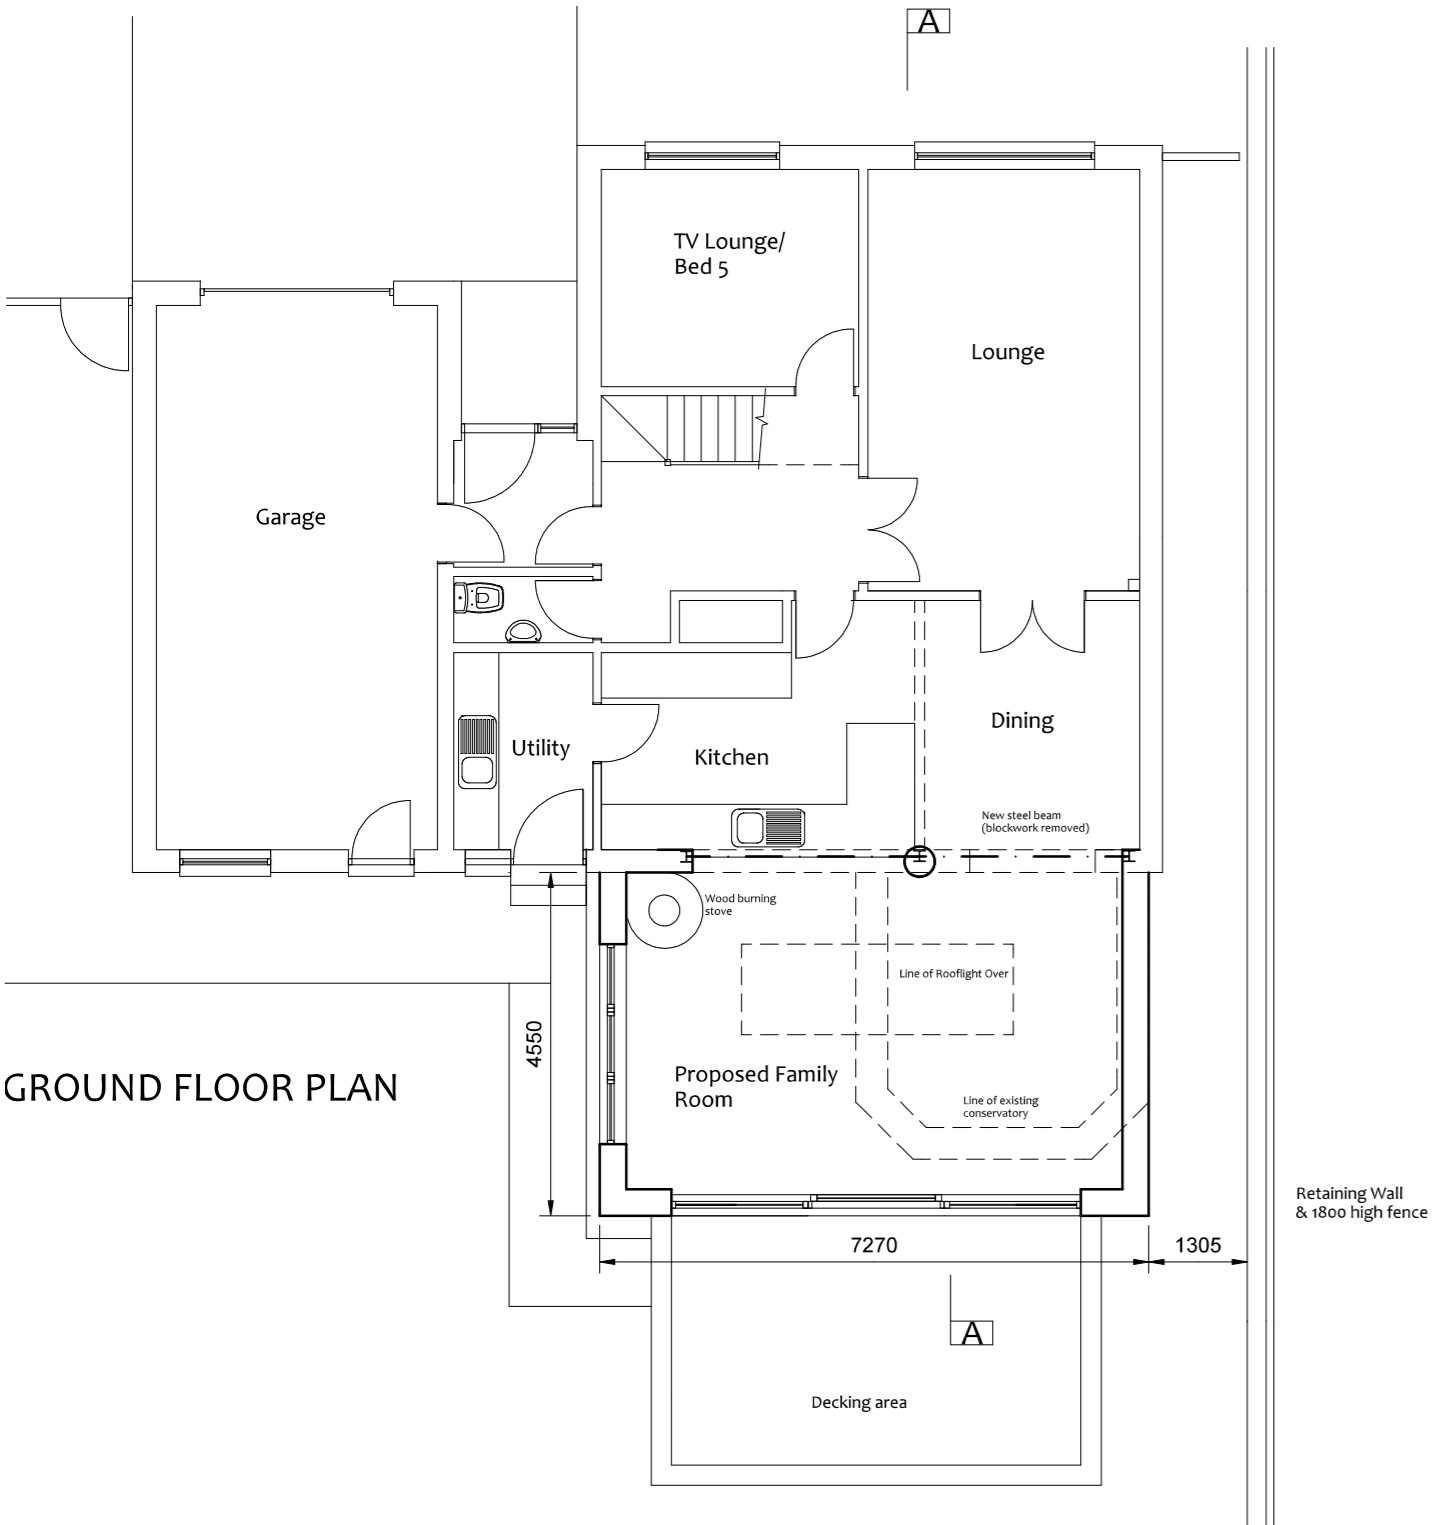 A
TV Lounge/
Bed 5
Lounge
Garage
Dining
Utility
Kitchen
New steel beam
(blockwork removed)
Wood burning
stove
Line of Rooflight Over
4550
GROUND FLOOR PLAN
Proposed Family
Room
Line of existing
conservatory
Retaining Wall
& 1800 high fence
7270
1305
A
Decking area